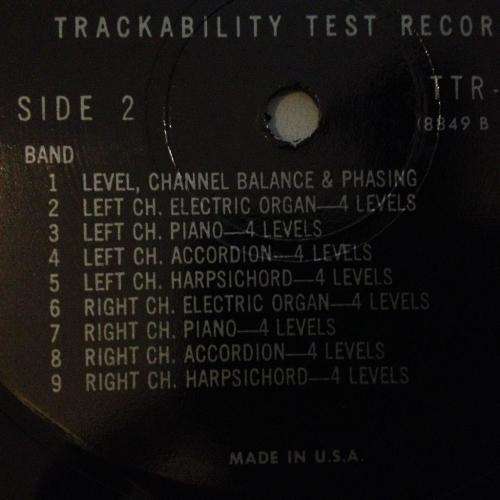 TRACKABILITY TEST RECOR
SIDE 2
TTR-
(8849 B
BAND
1 LEVEL, CHANNEL BALANCE & PHASING
2 LEFT CH. ELECTRIC ORGAN—4 LEVELS
3 LEFT CH. PIANO—4 LEVELS
4 LEFT CH. ACCORDION—4 LEVELS
5 LEFT CH. HARPSICHORD—4 LEVELS
6 RIGHT CH. ELECTRIC ORGAN—4 LEVELS
7 RIGHT CH. PIANO—4 LEVELS
8 RIGHT CH. ACCORDION—4 LEVELS
9 RIGHT CH. HARPSICHORD—4 LEVELS
MADE IN U.S.A.